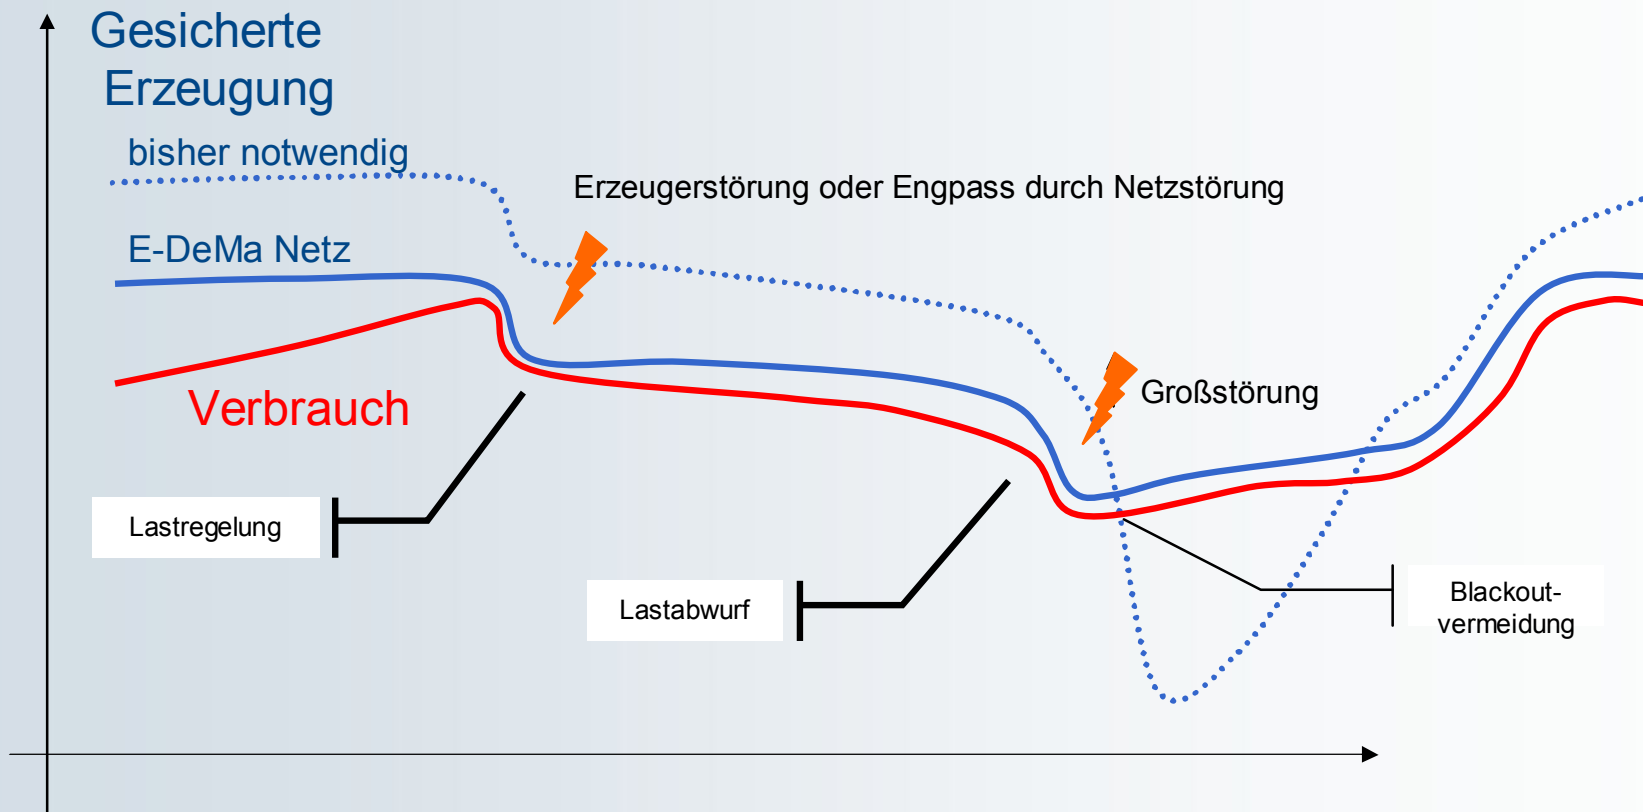 Gesicherte
Erzeugung
bisher notwendig
Erzeugerstörung oder Engpass durch Netzstörung
E-DeMa Netz
Großstörung
Verbrauch
Lastregelung
Lastabwurf
Blackout-
vermeidung